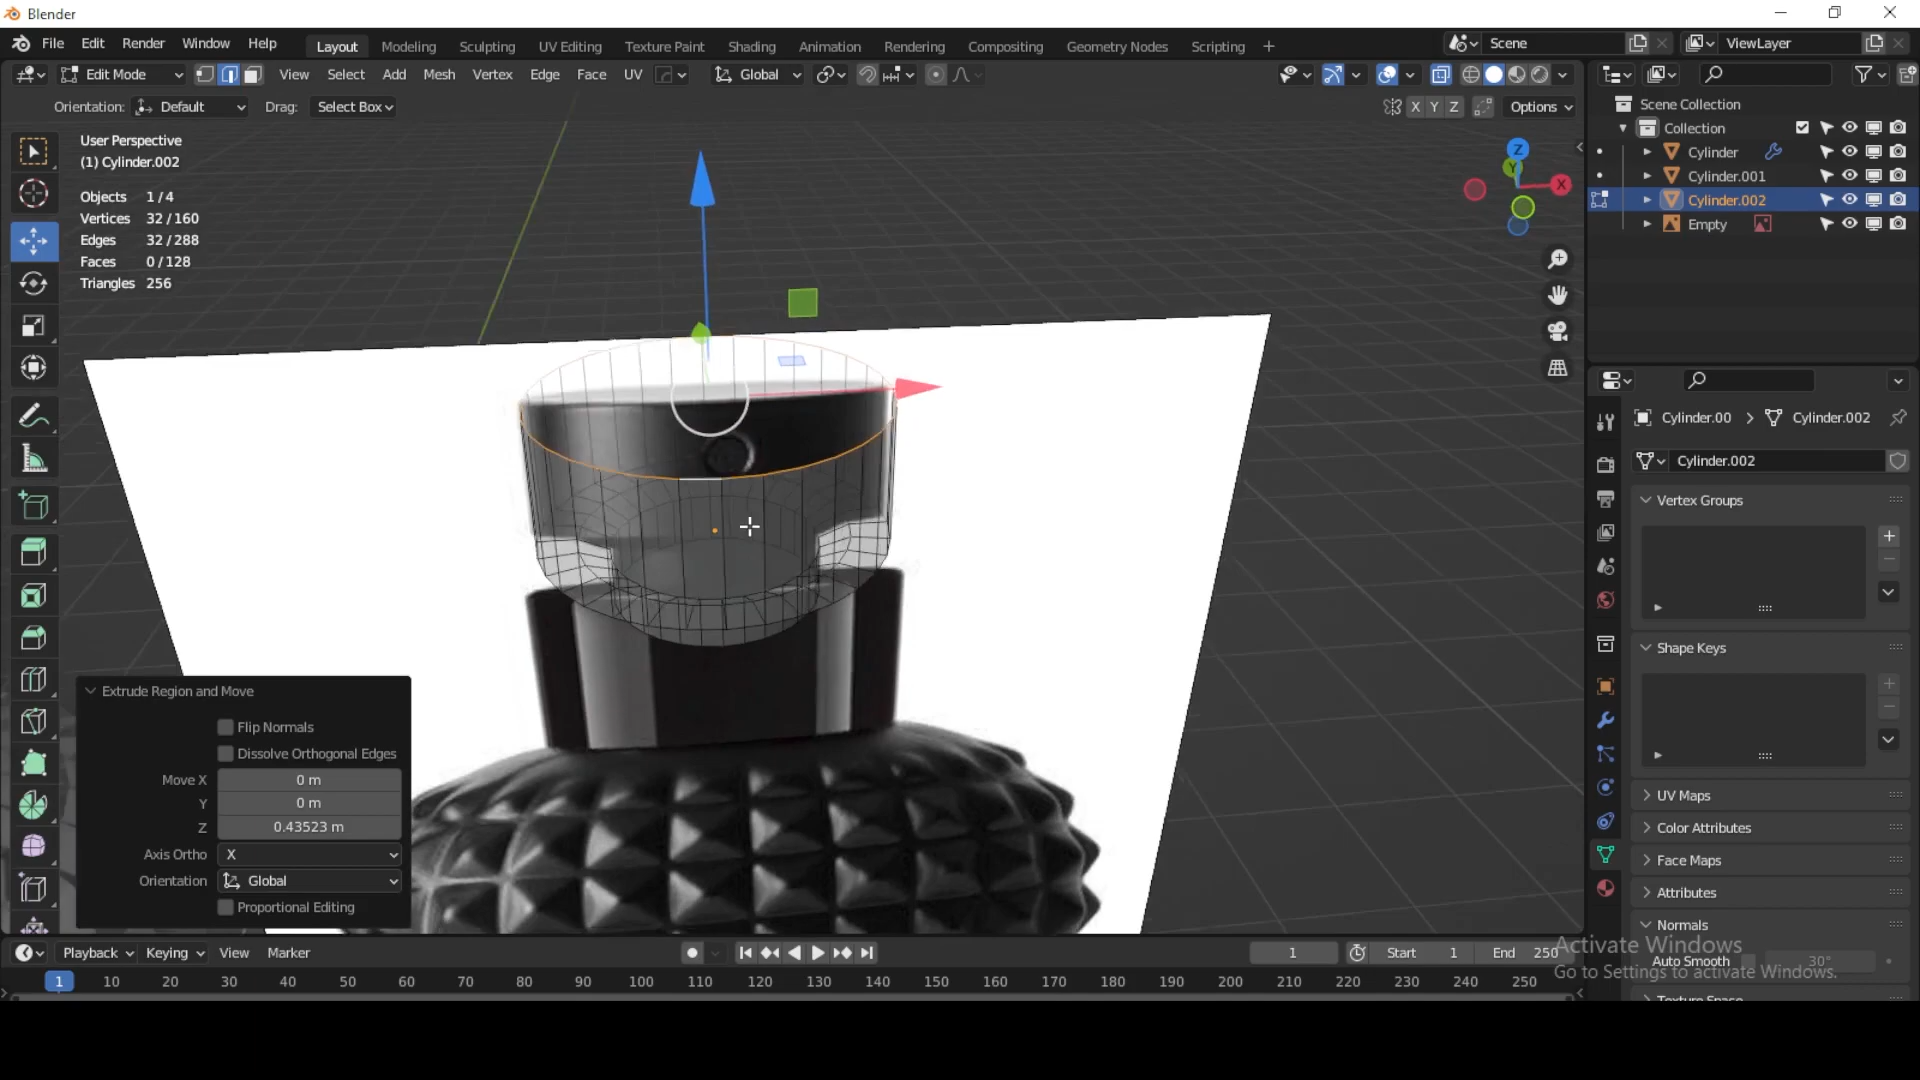 Blender
File Edit Render Window Help Layout Modeling Sculpting UV Editing Texture Paint Shading Animation Rendering Compositing Geometry Nodes Scripting + Scene ViewLayer
Edit Mode View Select Add Mesh Vertex Edge Face UV Global
Orientation: Default Drag: Select Box X Y Z Options
User Perspective
(1) Cylinder.002
Objects 1/4
Vertices 32/160
Edges 32/288
Faces 0/128
Triangles 256
Z
Y
X
Scene Collection
Collection
Cylinder
Cylinder.001
Cylinder.002
Empty
Cylinder.00 Cylinder.002
Cylinder.002
Vertex Groups
Shape Keys
UV Maps
Color Attributes
Face Maps
Attributes
Normals
Auto Smooth 30°
Texture Space
Extrude Region and Move
Flip Normals
Dissolve Orthogonal Edges
Move X 0 m
Y 0 m
Z 0.43523 m
Axis Ortho X
Orientation Global
Proportional Editing
Activate Windows
Go to Settings to activate Windows.
Playback Keying View Marker 1 Start 1 End 250
1 10 20 30 40 50 60 70 80 90 100 110 120 130 140 150 160 170 180 190 200 210 220 230 240 250